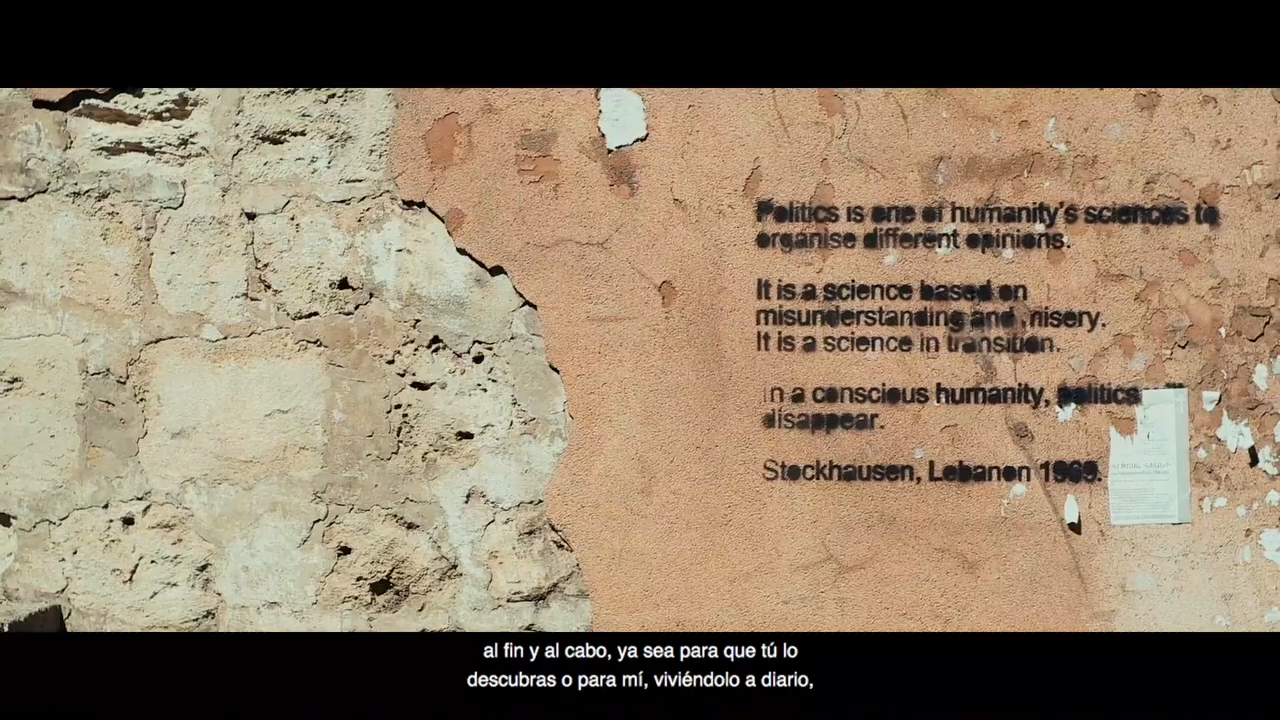 Politics is one of humanity's sciences to
organise different opinions.
It is a science based on
misunderstanding and misery.
It is a science in transition.
In a conscious humanity, politics
disappear.
Stockhausen, Lebanon 1969.
al fin y al cabo, ya sea para que tú lo
descubras o para mí, viviéndolo a diario,